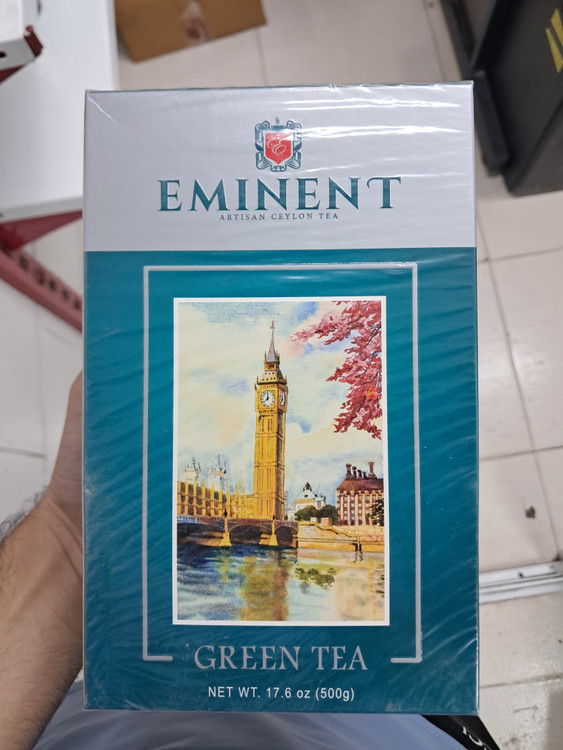 EMINENT
ARTISAN CEYLON TEA
GREEN TEA
NET WT. 17.6 oz (500g)